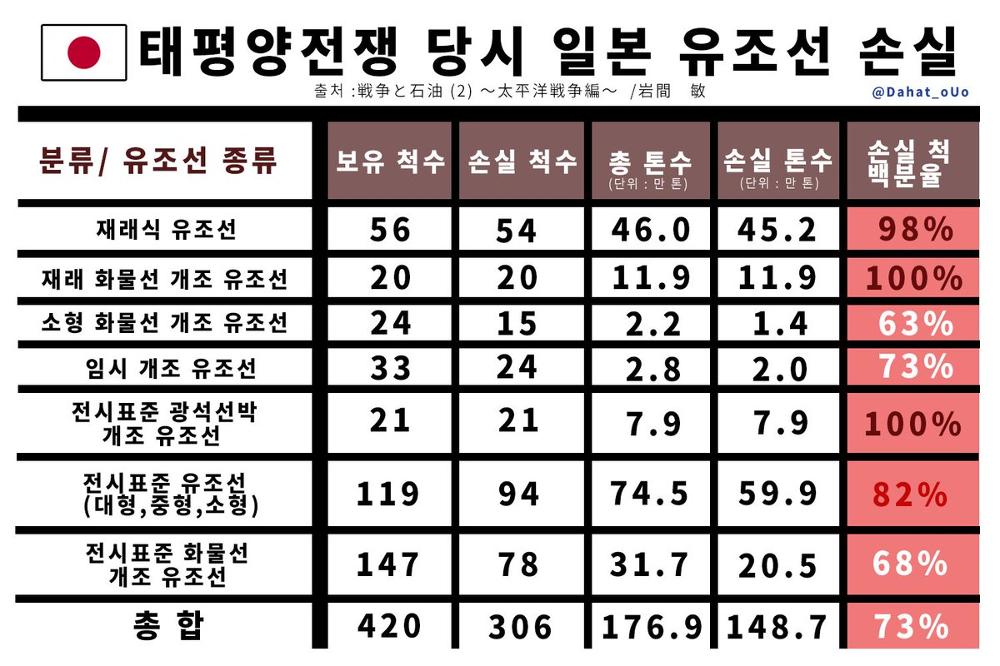 태평양전쟁 당시 일본 유조선 손실
출처 :戦争と石油 (2) ～太平洋戦争編～ /岩間 敏
@Dahat_oUo
분류/ 유조선 종류 보유 척수 손실 척수 총 톤수 (단위 : 만 톤) 손실 톤수 (단위 : 만 톤) 손실 척 백분율
재래식 유조선 56 54 46.0 45.2 98%
재래 화물선 개조 유조선 20 20 11.9 11.9 100%
소형 화물선 개조 유조선 24 15 2.2 1.4 63%
임시 개조 유조선 33 24 2.8 2.0 73%
전시표준 광석선박
개조 유조선 21 21 7.9 7.9 100%
전시표준 유조선
(대형,중형,소형) 119 94 74.5 59.9 82%
전시표준 화물선
개조 유조선 147 78 31.7 20.5 68%
총 합 420 306 176.9 148.7 73%